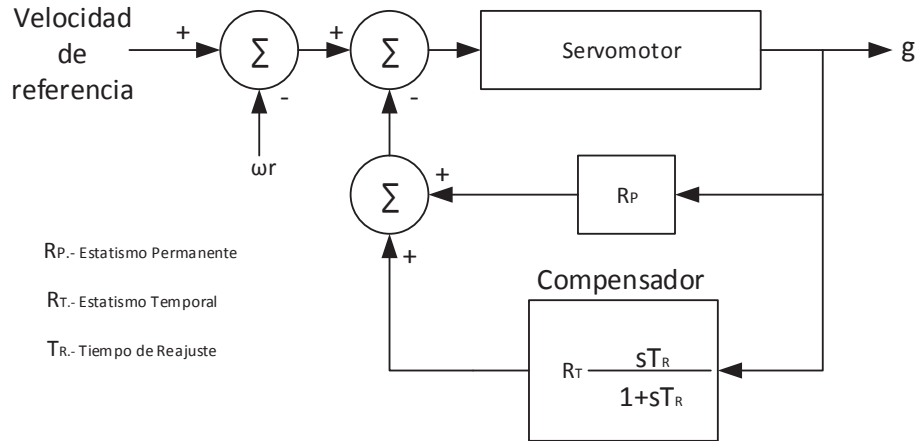 Velocidad
de
referencia
+
Σ
-
ωr
+
Σ
-
Servomotor
g
Σ
+
+
RP
RP.- Estatismo Permanente
RT.- Estatismo Temporal
TR.- Tiempo de Reajuste
Compensador
RT sTR
1+sTR